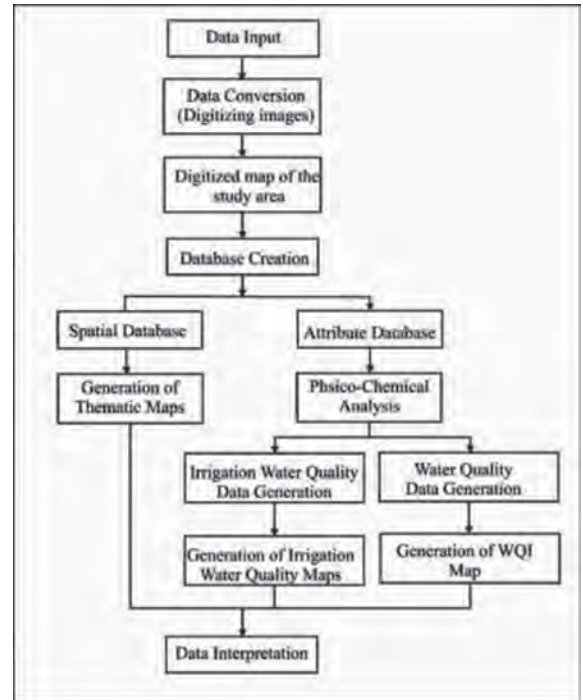 Data Input
Data Conversion
(Digitizing images)
Digitized map of the
study area
Database Creation
Spatial Database
Attribute Database
Generation of
Thematic Maps
Phsico-Chemical
Analysis
Irrigation Water Quality
Data Generation
Water Quality
Data Generation
Generation of Irrigation
Water Quality Maps
Generation of WQI
Map
Data Interpretation